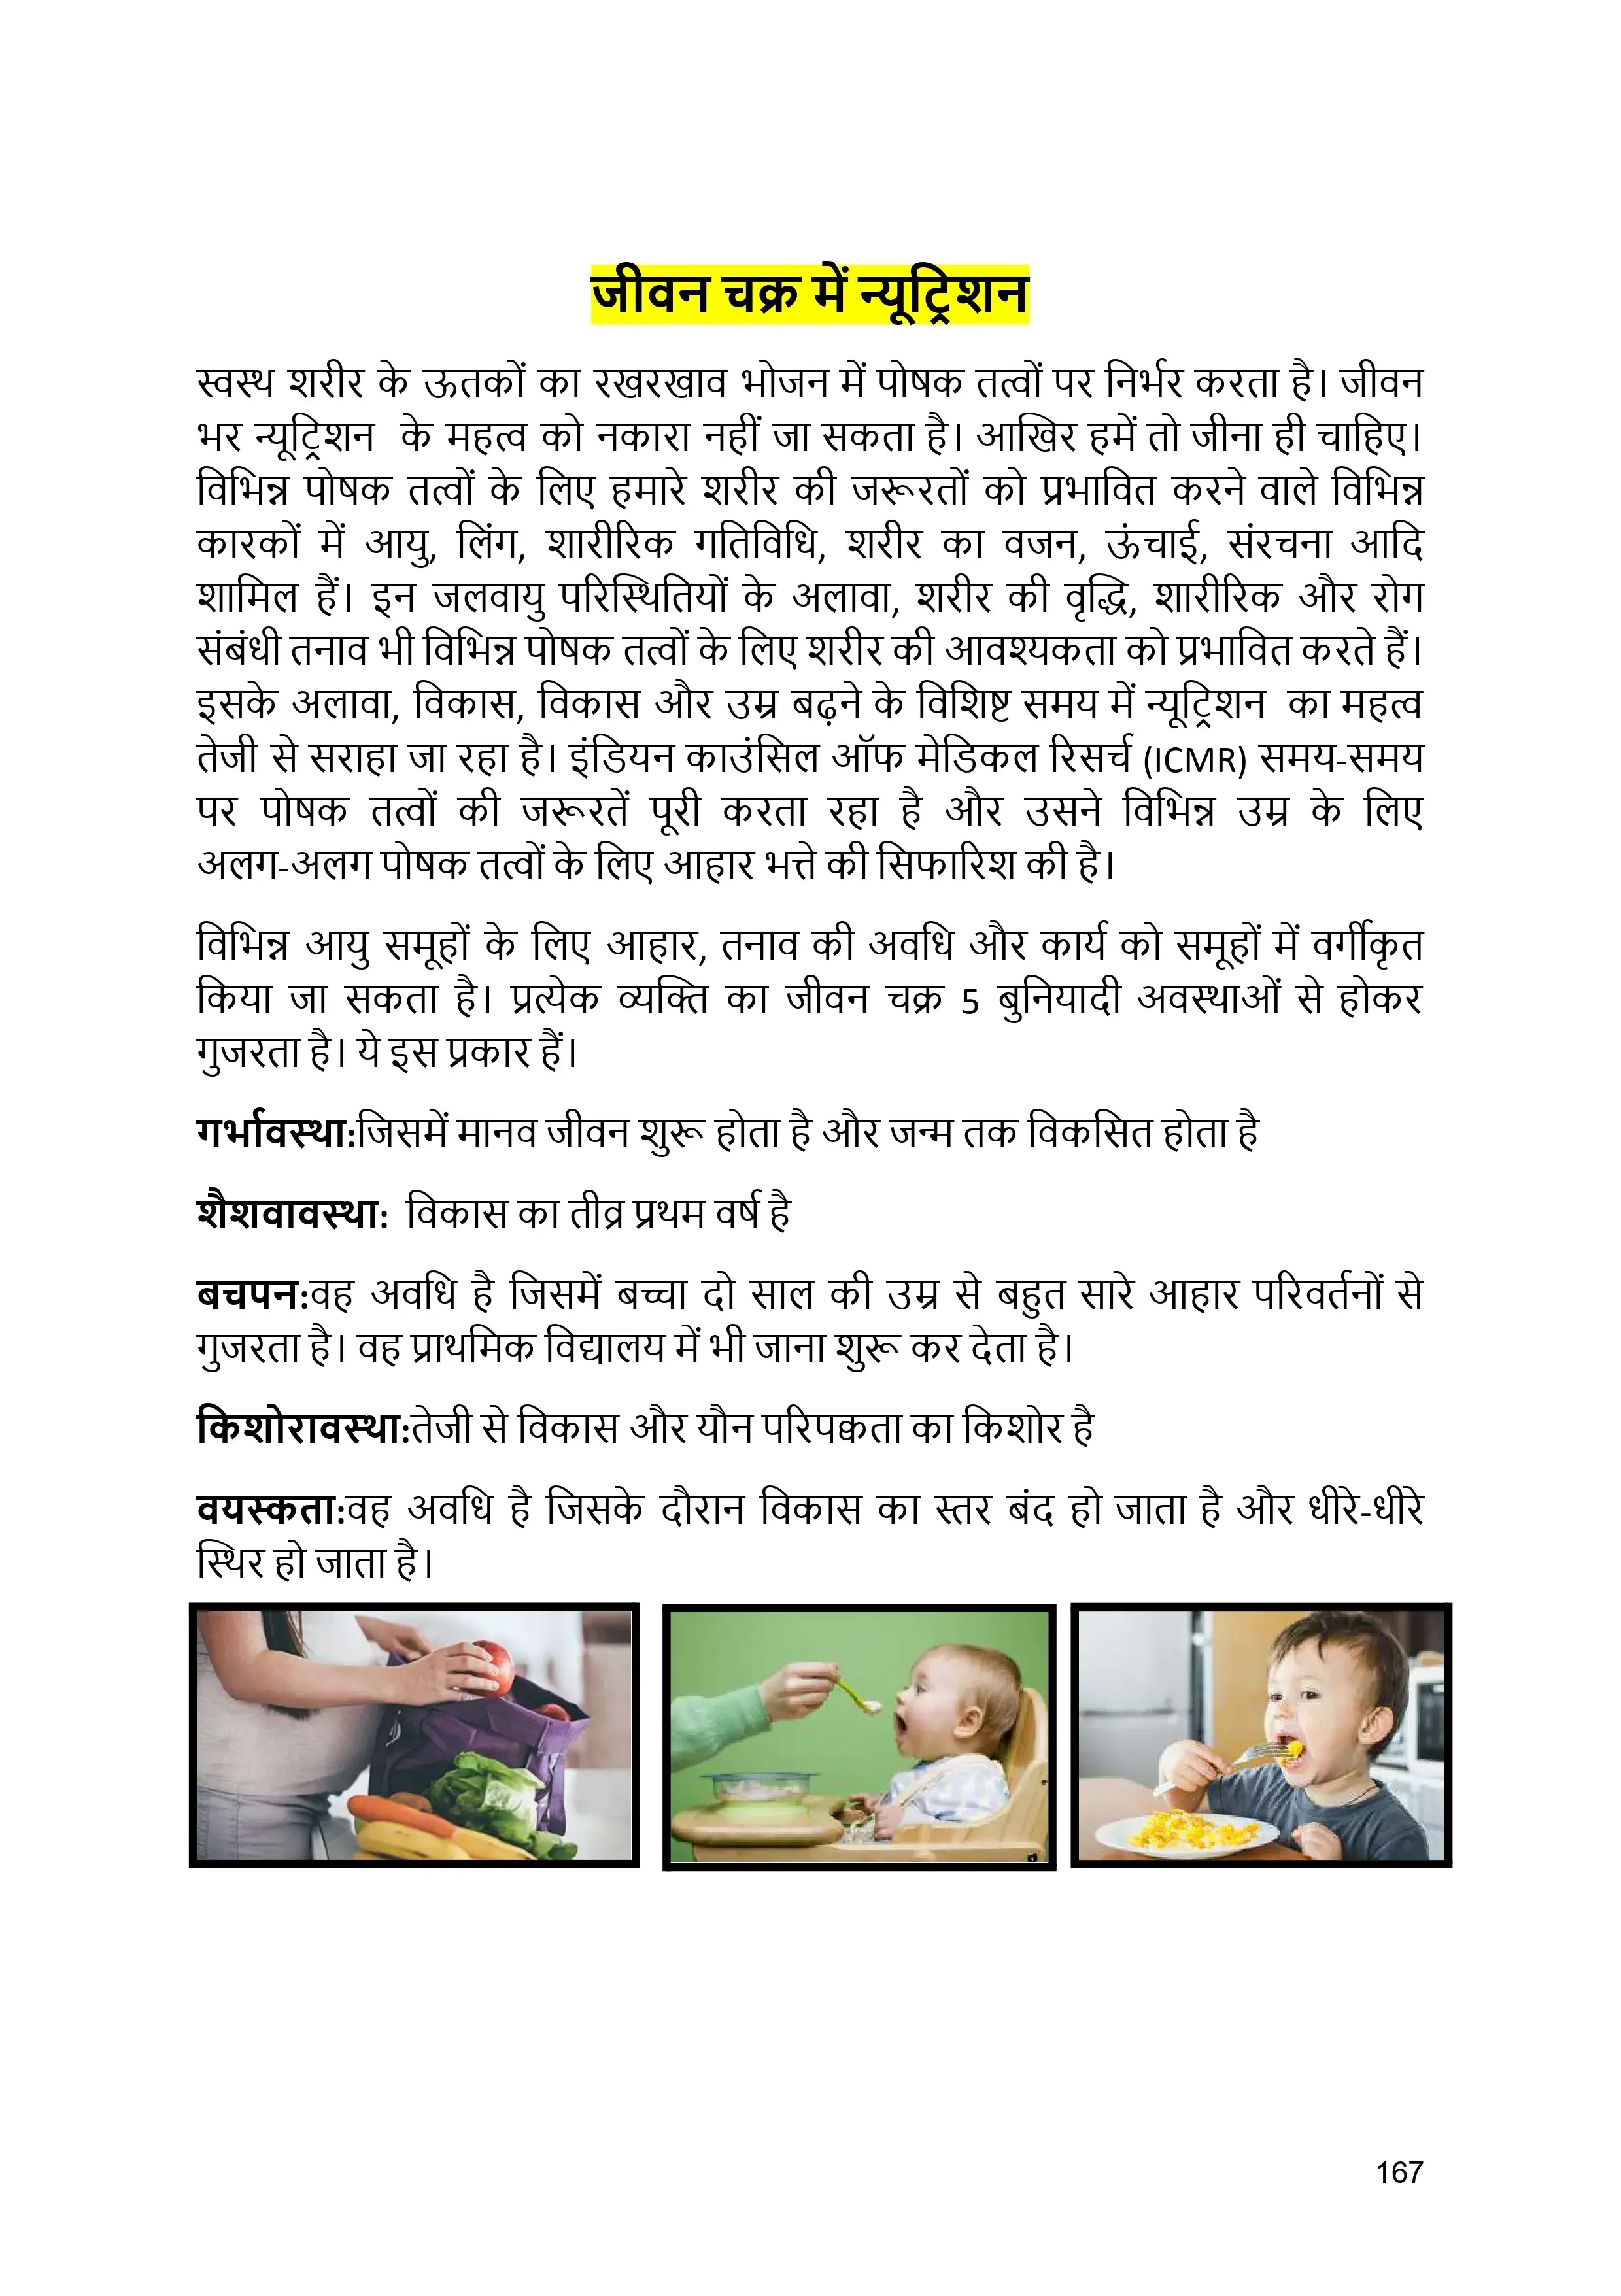 जीवन चक्र में न्यूट्रिशन
स्वस्थ शरीर के ऊतकों का रखरखाव भोजन में पोषक तत्वों पर निर्भर करता है। जीवन
भर न्यूट्रिशन के महत्व को नकारा नहीं जा सकता है। आखिर हमें तो जीना ही चाहिए।
विभिन्न पोषक तत्वों के लिए हमारे शरीर की जरूरतों को प्रभावित करने वाले विभिन्न
कारकों में आयु, लिंग, शारीरिक गतिविधि, शरीर का वजन, ऊंचाई, संरचना आदि
शामिल हैं। इन जलवायु परिस्थितियों के अलावा, शरीर की वृद्धि, शारीरिक और रोग
संबंधी तनाव भी विभिन्न पोषक तत्वों के लिए शरीर की आवश्यकता को प्रभावित करते हैं।
इसके अलावा, विकास, विकास और उम्र बढ़ने के विशिष्ट समय में न्यूट्रिशन का महत्व
तेजी से सराहा जा रहा है। इंडियन काउंसिल ऑफ मेडिकल रिसर्च (ICMR) समय-समय
पर पोषक तत्वों की जरूरतें पूरी करता रहा है और उसने विभिन्न उम्र के लिए
अलग-अलग पोषक तत्वों के लिए आहार भत्ते की सिफारिश की है।
विभिन्न आयु समूहों के लिए आहार, तनाव की अवधि और कार्य को समूहों में वर्गीकृत
किया जा सकता है। प्रत्येक व्यक्ति का जीवन चक्र 5 बुनियादी अवस्थाओं से होकर
गुजरता है। ये इस प्रकार हैं।
गर्भावस्था:जिसमें मानव जीवन शुरू होता है और जन्म तक विकसित होता है
शैशवावस्था: विकास का तीव्र प्रथम वर्ष है
बचपन:वह अवधि है जिसमें बच्चा दो साल की उम्र से बहुत सारे आहार परिवर्तनों से
गुजरता है। वह प्राथमिक विद्यालय में भी जाना शुरू कर देता है।
किशोरावस्था:तेजी से विकास और यौन परिपक्वता का किशोर है
वयस्कता:वह अवधि है जिसके दौरान विकास का स्तर बंद हो जाता है और धीरे-धीरे
स्थिर हो जाता है।
167